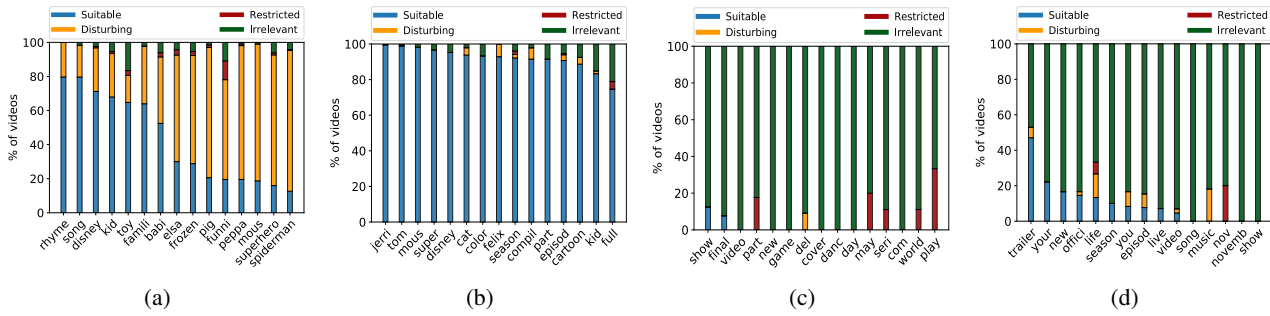 Suitable Restricted
Disturbing Irrelevant
100
80
60
40
20
0
% of videos
rhyme song disney kid toy famili babi elsa frozen pig funni peppa mous superhero spiderman
(a)
Suitable Restricted
Disturbing Irrelevant
100
80
60
40
20
0
% of videos
jerri tom mous super disney cat color felix season compil part episod cartoon kid full
(b)
Suitable Restricted
Disturbing Irrelevant
100
80
60
40
20
0
% of videos
show final video part new game del cover danc day may seri com world play
(c)
Suitable Restricted
Disturbing Irrelevant
100
80
60
40
20
0
% of videos
trailer your new offici life season you episod live video song music nov novemb show
(d)